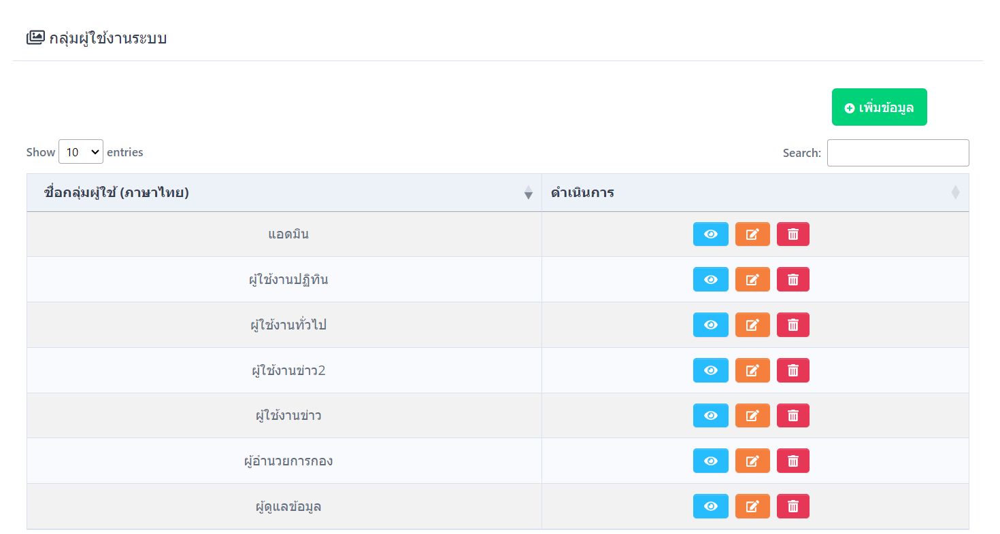 กลุ่มผู้ใช้งานระบบ
เพิ่มข้อมูล
Show 10 entries
Search:
ชื่อกลุ่มผู้ใช้ (ภาษาไทย) ดำเนินการ
แอดมิน
ผู้ใช้งานปฏิทิน
ผู้ใช้งานทั่วไป
ผู้ใช้งานข่าว2
ผู้ใช้งานข่าว
ผู้อำนวยการกอง
ผู้ดูแลข้อมูล